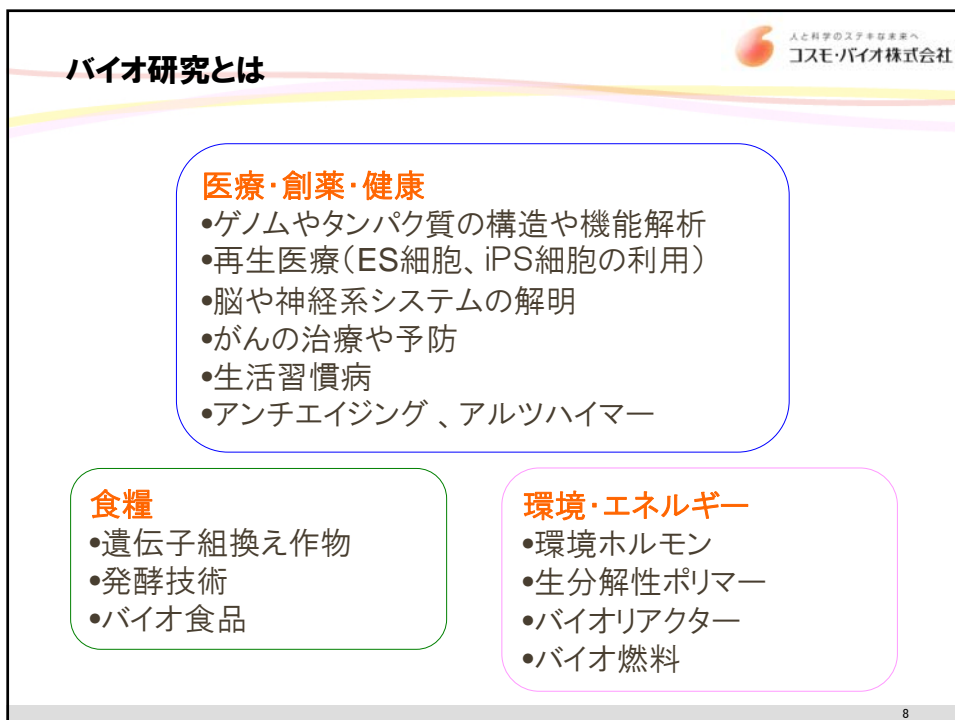 バイオ研究とは
人と科学のステキな未来へ
コスモ・バイオ株式会社
医療・創薬・健康
•ゲノムやタンパク質の構造や機能解析
•再生医療(ES細胞、iPS細胞の利用)
•脳や神経系システムの解明
•がんの治療や予防
•生活習慣病
•アンチエイジング 、アルツハイマー
食糧
•遺伝子組換え作物
•発酵技術
•バイオ食品
環境・エネルギー
•環境ホルモン
•生分解性ポリマー
•バイオリアクター
•バイオ燃料
8